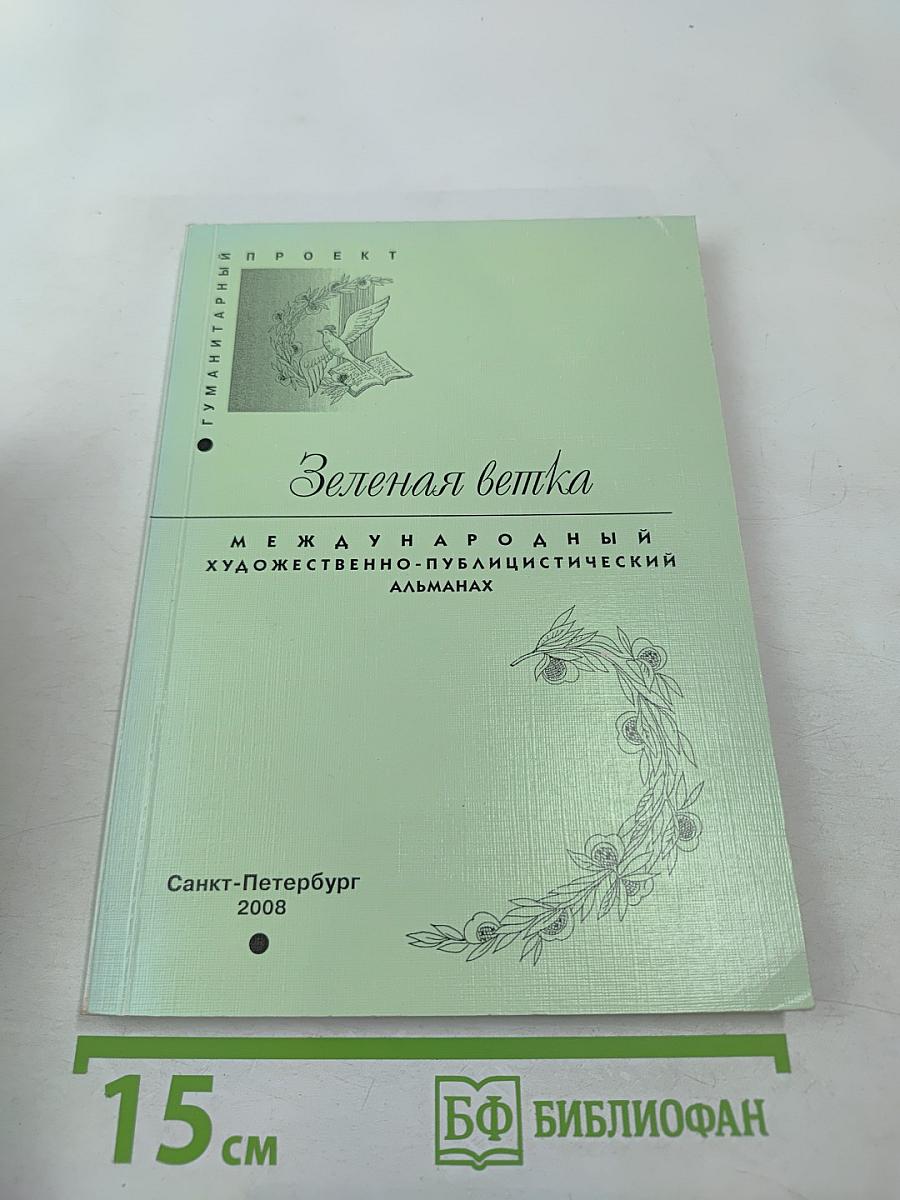 ГУМАНИТАРНЫЙ ПРОЕКТ
Зеленая ветка
МЕЖДУНАРОДНЫЙ
ХУДОЖЕСТВЕННО-ПУБЛИЦИСТИЧЕСКИЙ
АЛЬМАНАХ
Санкт-Петербург
2008
15 см
БФ БИБЛИОФАН